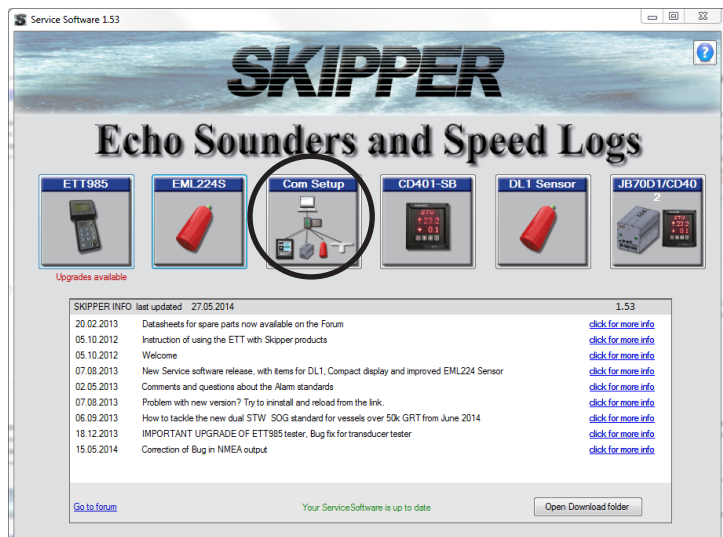 Service Software 1.53
SKIPPER
Echo Sounders and Speed Logs
ETT985 EML224S Com Setup CD401-SB DL1 Sensor JB70D1/CD40
2
Upgrades available
SKIPPER INFO last updated 27.05.2014 1.53
20.02.2013 Datasheets for spare parts now available on the Forum click for more info
05.10.2012 Instruction of using the ETT with Skipper products click for more info
05.10.2012 Welcome click for more info
07.08.2013 New Service software release, with items for DL1, Compact display and improved EML224 Sensor click for more info
02.05.2013 Comments and questions about the Alarm standards click for more info
07.08.2013 Problem with new version? Try to ininstall and reload from the link. click for more info
06.09.2013 How to tackle the new dual STW SOG standard for vessels over 50k GRT from June 2014 click for more info
18.12.2013 IMPORTANT UPGRADE OF ETT985 tester, Bug fix for transducer tester click for more info
15.05.2014 Correction of Bug in NMEA output click for more info
Go to forum Your ServiceSoftware is up to date Open Download folder